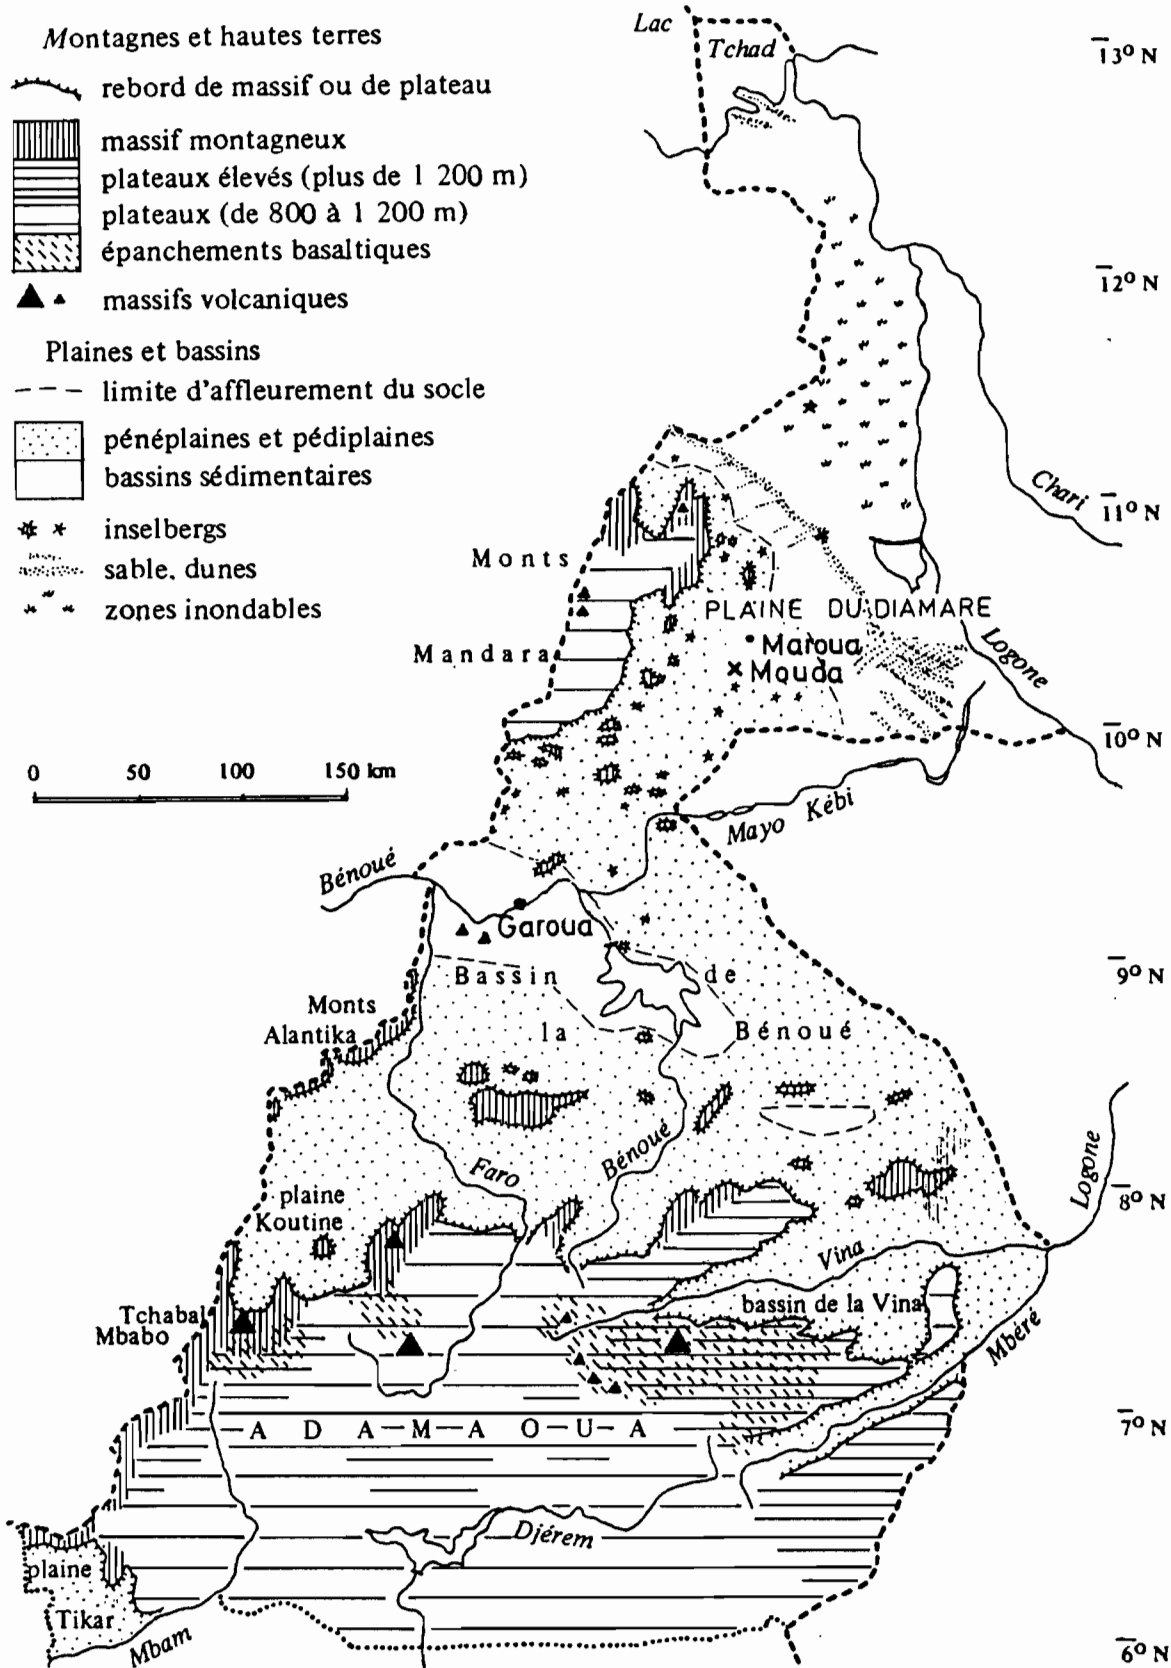 Montagnes et hautes terres
rebord de massif ou de plateau
massif montagneux
plateaux élevés (plus de 1 200 m)
plateaux (de 800 à 1 200 m)
épanchements basaltiques
massifs volcaniques
Plaines et bassins
limite d'affleurement du socle
pénéplaines et pédiplaines
bassins sédimentaires
inselbergs
sable, dunes
zones inondables
0 50 100 150 km
Lac
Tchad
13° N
12° N
Chari
11° N
Monts
Mandara
PLAINE DU DIAMARE
Maroua
Mouda
Logone
10° N
Mayo Kébi
Bénoué
Garoua
Bassin de
la Bénoué
9° N
Monts
Alantika
Faro
Bénoué
Logone
8° N
plaine
Koutine
Vina
bassin de la Vina
Tchabal
Mbabo
Mbéré
ADAMAOUA
7° N
Djérem
plaine
Tikar
Mbam
6° N